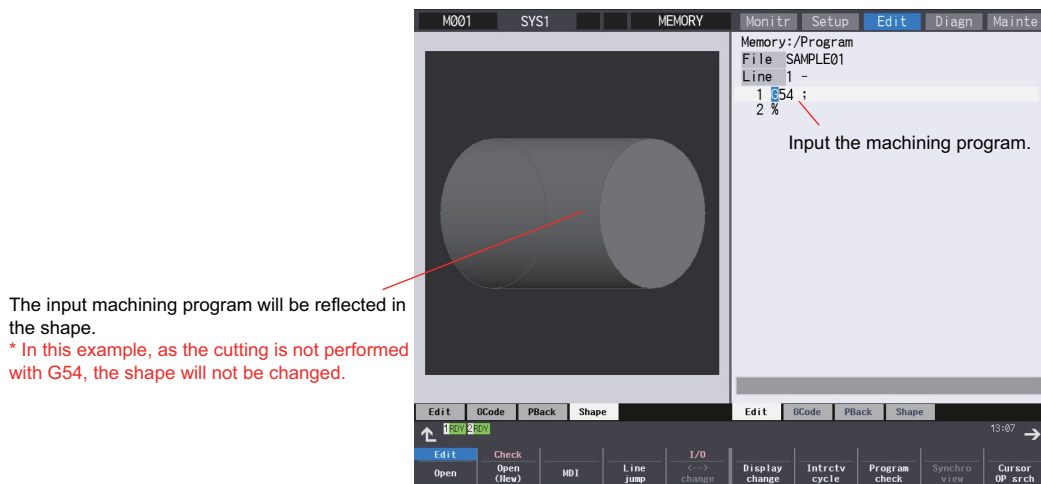 M001 SYS1 MEMORY Monitr Setup Edit Diagn Mainte
Memory:/Program
File SAMPLE01
Line 1 -
1 G54 ;
2 %
Input the machining program.
The input machining program will be reflected in
the shape.
* In this example, as the cutting is not performed
with G54, the shape will not be changed.
Edit GCode PBack Shape Edit GCode PBack Shape
1 RDY 2 RDY 13:07
Edit Check I/O
Open Open (New) MDI Line jump <--> change Display change Intrctv cycle Program check Synchro view Cursor OP srch